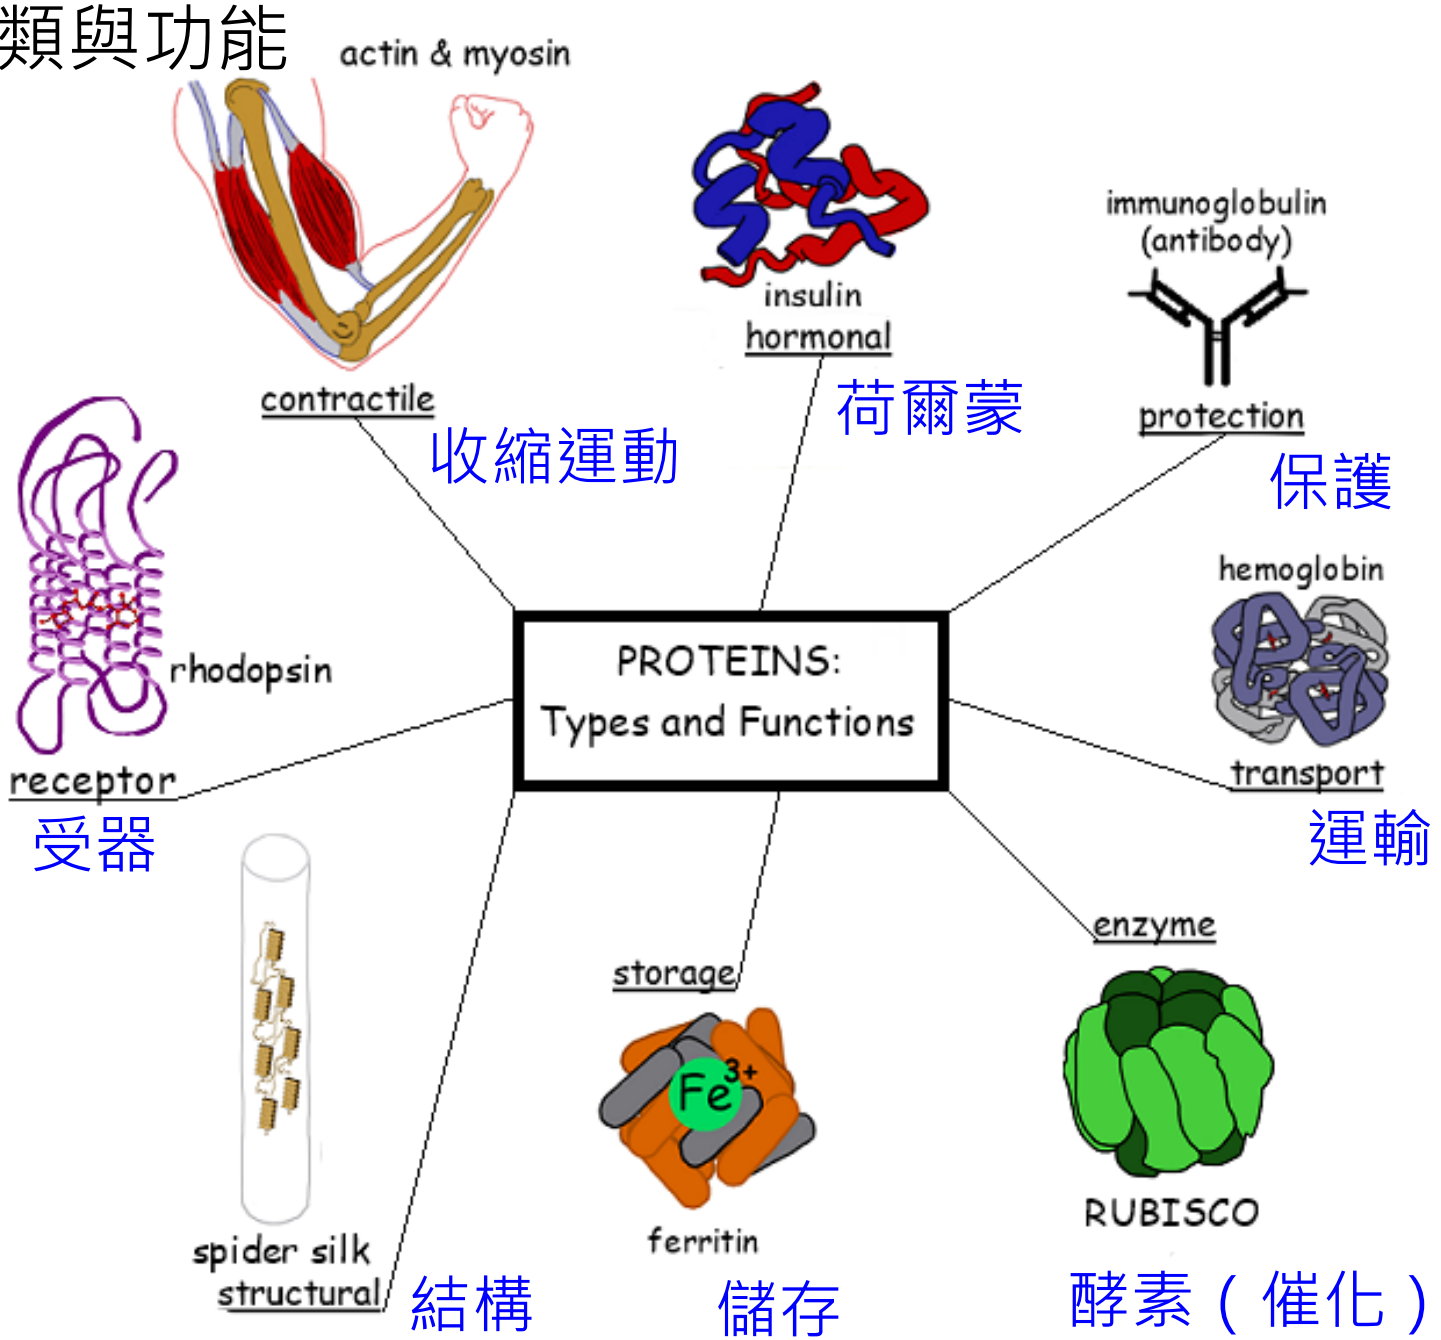 類與功能
actin & myosin
contractile
收縮運動
insulin
hormonal
荷爾蒙
immunoglobulin
(antibody)
protection
保護
rhodopsin
receptor
受器
PROTEINS:
Types and Functions
hemoglobin
transport
運輸
spider silk
structural
結構
storage
Fe3+
ferritin
儲存
enzyme
RUBISCO
酵素（催化）